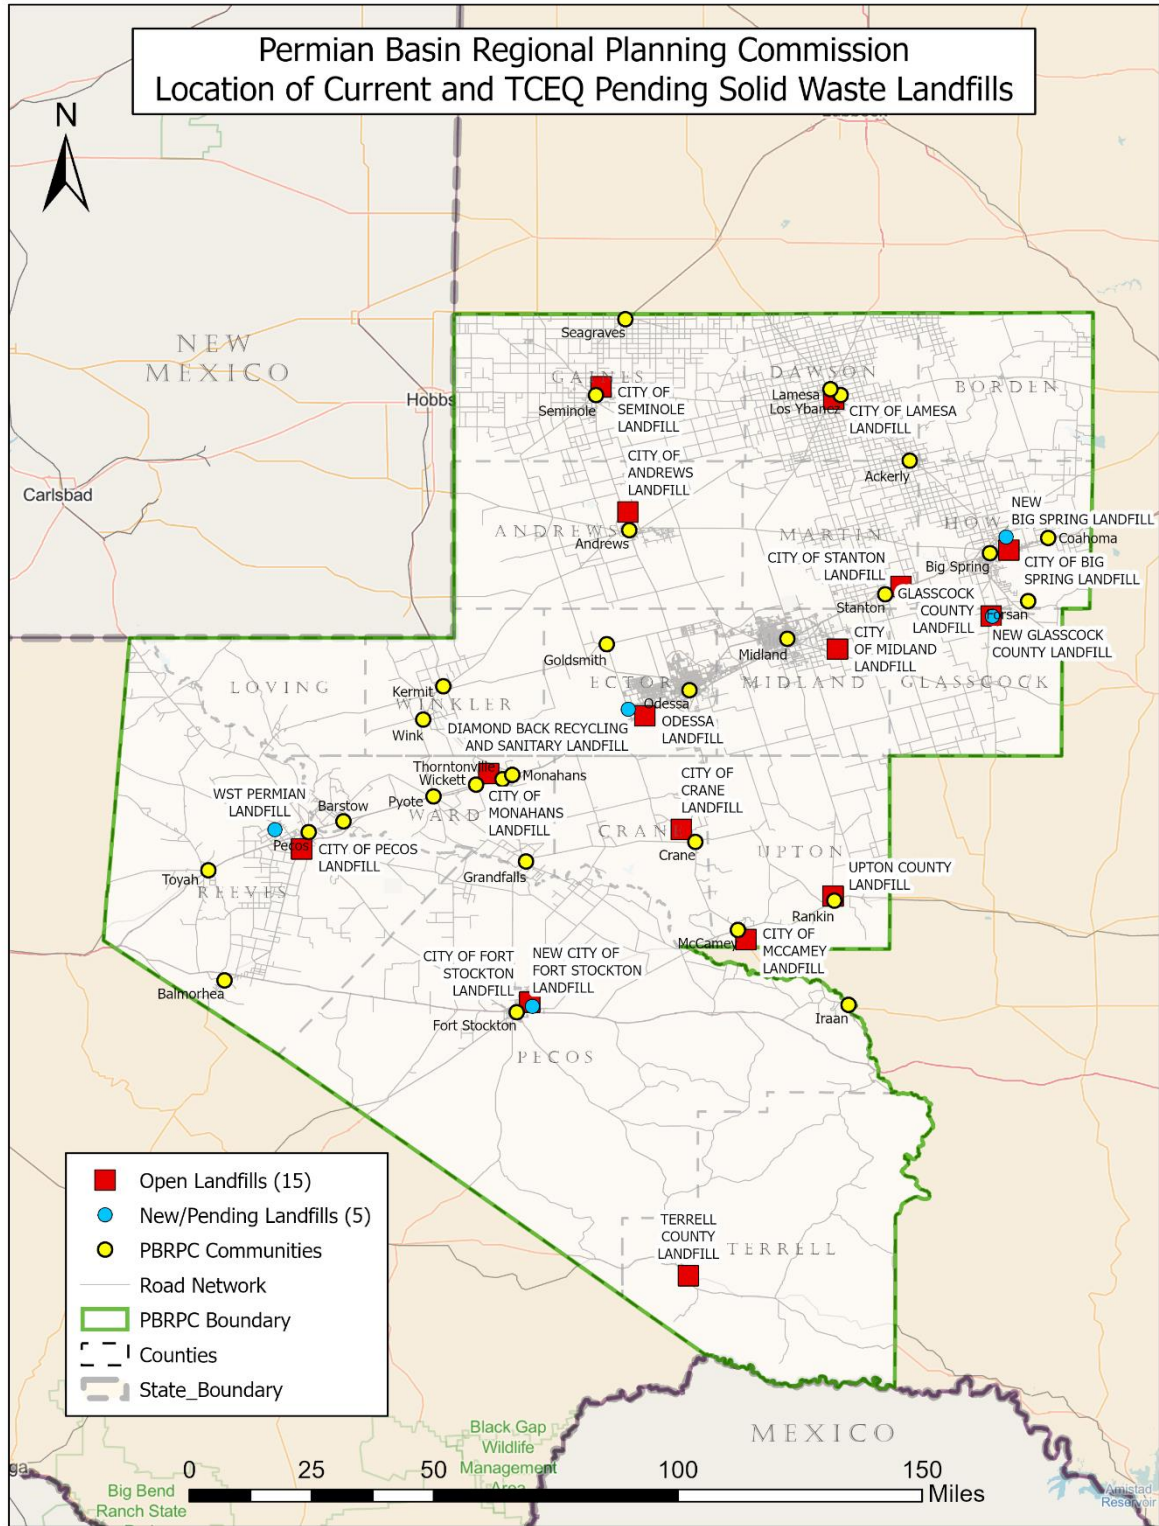 Permian Basin Regional Planning Commission
Location of Current and TCEQ Pending Solid Waste Landfills
N
NEW
MEXICO
Hobbs
Carlsbad
Seagraves
GAINES
Seminole
CITY OF
SEMINOLE
LANDFILL
DAWSON
Lamesa
Los Ybanez
CITY OF LAMESA
LANDFILL
BORDEN
CITY OF
ANDREWS
LANDFILL
Ackerly
ANDREWS
Andrews
MARTIN
HOW
NEW
BIG SPRING LANDFILL
Coahoma
Big Spring
CITY OF BIG
SPRING LANDFILL
CITY OF STANTON
LANDFILL
Stanton
GLASSCOCK
COUNTY
LANDFILL
Forsan
NEW GLASSCOCK
COUNTY LANDFILL
Goldsmith
Midland
CITY
OF MIDLAND
LANDFILL
LOVING
Kermit
WINKLER
Wink
ECTOR
Odessa
MIDLAND
GLASSCOCK
DIAMOND BACK RECYCLING
AND SANITARY LANDFILL
ODESSA
LANDFILL
Thorntonville
Wickett
Monahans
Pyote
WARD
CITY OF
MONAHANS
LANDFILL
CITY OF
CRANE
LANDFILL
CRANE
Crane
WST PERMIAN
LANDFILL
Barstow
Pecos
CITY OF PECOS
LANDFILL
Toyah
REEVES
Grandfalls
UPTON
UPTON COUNTY
LANDFILL
Rankin
McCamey
CITY OF
MCCAMEY
LANDFILL
CITY OF FORT
STOCKTON
LANDFILL
NEW CITY OF
FORT STOCKTON
LANDFILL
Balmorhea
Fort Stockton
Iraan
PECOS
TERRELL
COUNTY
LANDFILL
TERRELL
Open Landfills (15)
New/Pending Landfills (5)
PBRPC Communities
Road Network
PBRPC Boundary
Counties
State_Boundary
MEXICO
Black Gap
Wildlife
Management
Area
Big Bend
Ranch State
Amistad
Reservoir
0 25 50 100 150
Miles